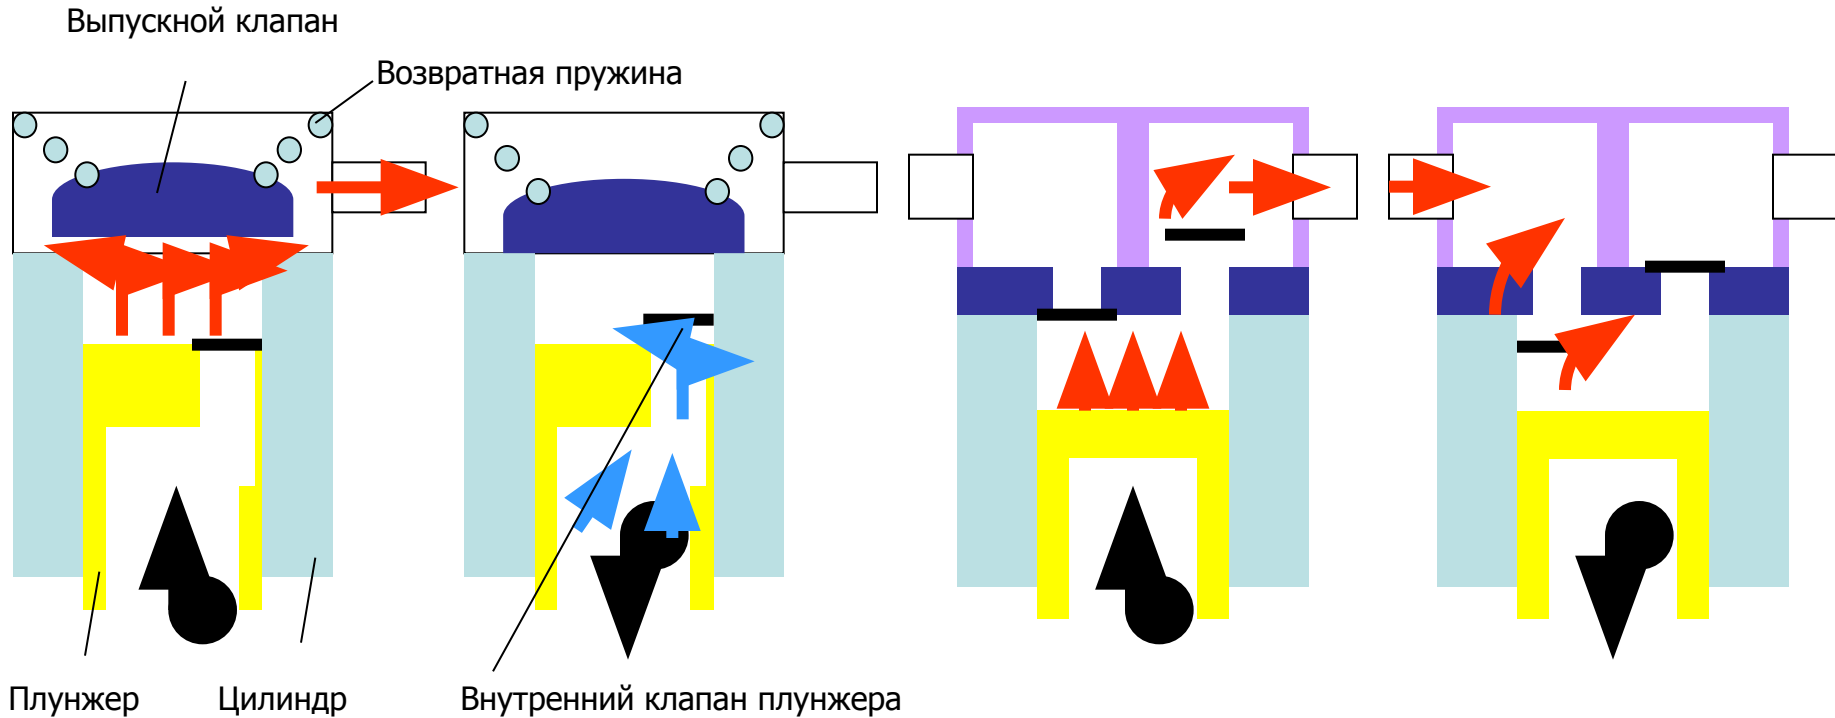 Выпускной клапан
Возвратная пружина
Плунжер
Цилиндр
Внутренний клапан плунжера